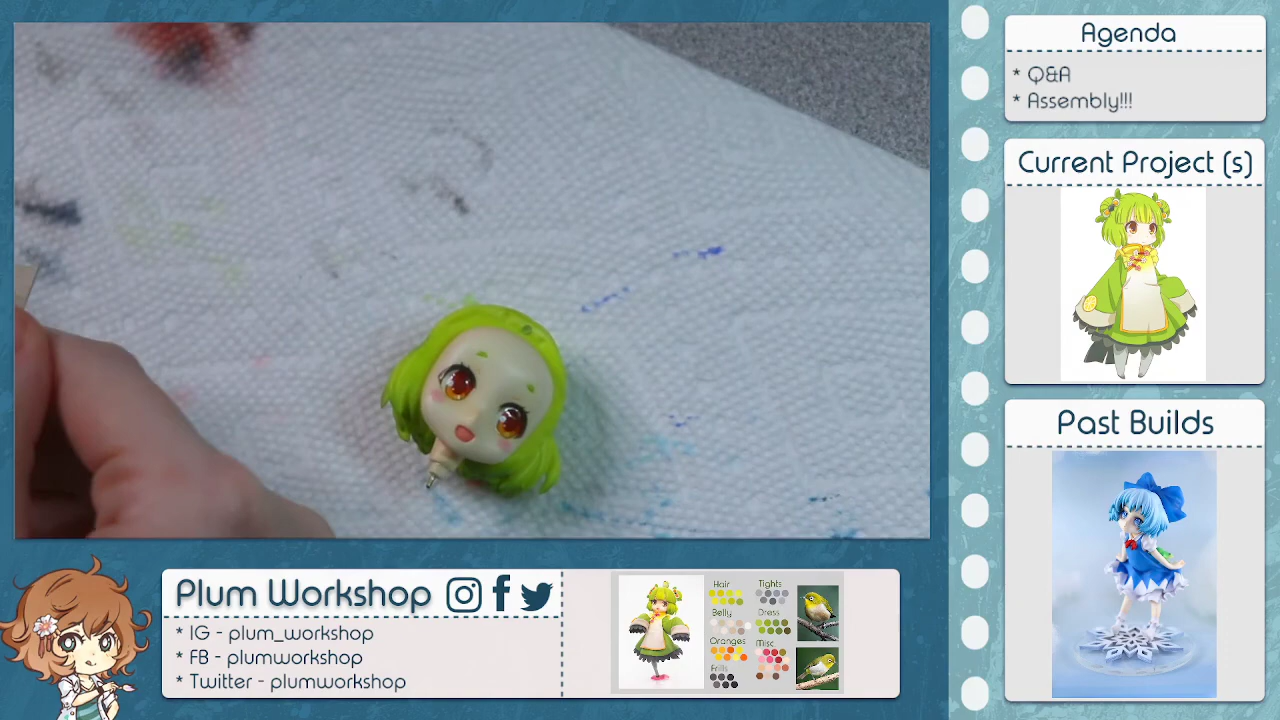 Agenda
* Q&A
* Assembly!!!
Current Project (s)
Past Builds
Plum Workshop
* IG - plum_workshop
* FB - plumworkshop
* Twitter - plumworkshop
Hair
Tights
Belly
Dress
Oranges
Misc
Frills